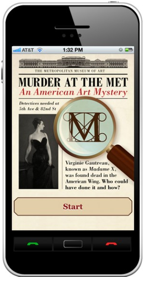 AT&T
1:32 PM
THE METROPOLITAN MUSEUM OF ART
MURDER AT THE MET
An American Art Mystery
Detectives needed at
5th Ave & 82nd St
M
Virginie Gautreau,
known as Madame X,
was found dead in the
American Wing. Who could
have done it and how?
Start